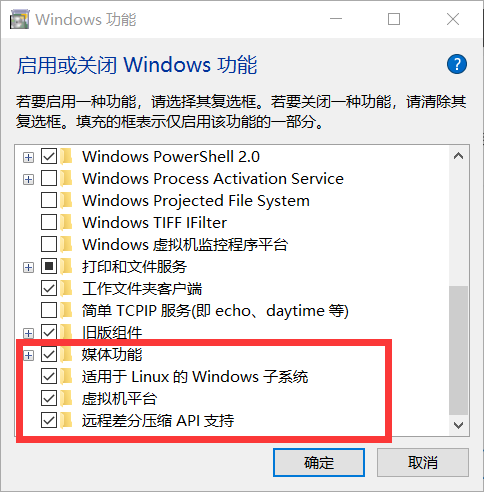 Windows 功能
启用或关闭 Windows 功能
?
若要启用一种功能，请选择其复选框。若要关闭一种功能，请清除其
复选框。填充的框表示仅启用该功能的一部分。
Windows PowerShell 2.0
Windows Process Activation Service
Windows Projected File System
Windows TIFF IFilter
Windows 虚拟机监控程序平台
打印和文件服务
工作文件夹客户端
简单 TCPIP 服务(即 echo、daytime 等)
旧版组件
媒体功能
适用于 Linux 的 Windows 子系统
虚拟机平台
远程差分压缩 API 支持
确定
取消